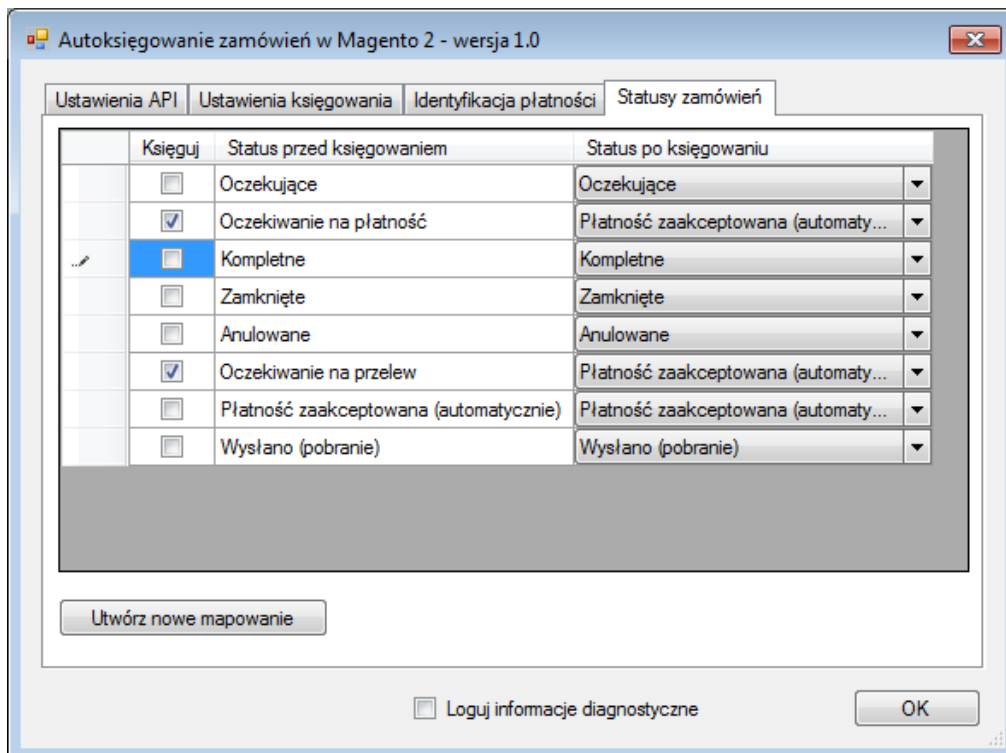 Autoksięgowanie zamówień w Magento 2 - wersja 1.0
Ustawienia API Ustawienia księgowania Identyfikacja płatności Statusy zamówień
Księguj Status przed księgowaniem Status po księgowaniu
Oczekujące Oczekujące
Oczekiwanie na płatność Płatność zaakceptowana (automaty...
Kompletne Kompletne
Zamknięte Zamknięte
Anulowane Anulowane
Oczekiwanie na przelew Płatność zaakceptowana (automaty...
Płatność zaakceptowana (automatycznie) Płatność zaakceptowana (automaty...
Wysłano (pobranie) Wysłano (pobranie)
Utwórz nowe mapowanie
Loguj informacje diagnostyczne OK